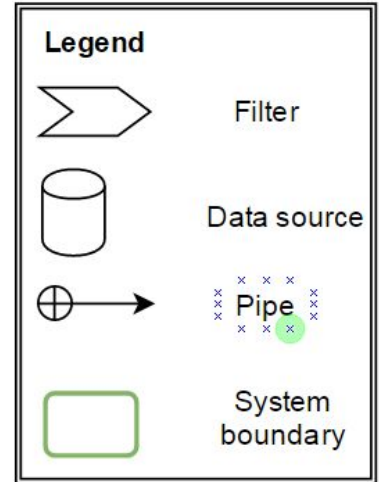 Legend
Filter
Data source
Pipe
System
boundary